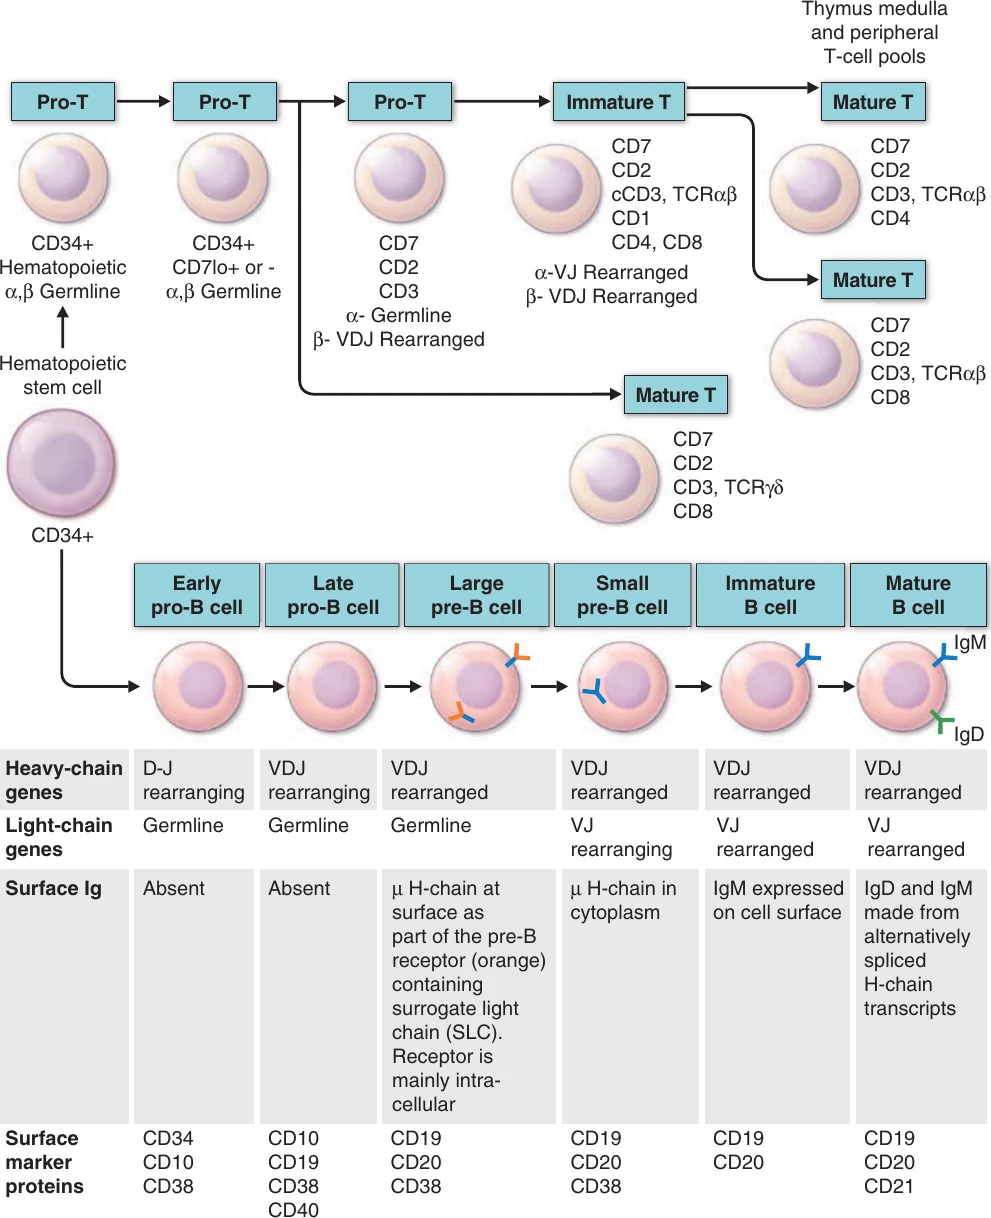 Thymus medulla
and peripheral
T-cell pools
Pro-T
Pro-T
Pro-T
Immature T
Mature T
CD34+
Hematopoietic
α,β Germline
CD34+
CD7lo+ or -
α,β Germline
CD7
CD2
CD3
α- Germline
β- VDJ Rearranged
CD7
CD2
cCD3, TCRαβ
CD1
CD4, CD8
α-VJ Rearranged
β- VDJ Rearranged
CD7
CD2
CD3, TCRαβ
CD4
Mature T
CD7
CD2
CD3, TCRαβ
CD8
Mature T
CD7
CD2
CD3, TCRγδ
CD8
Hematopoietic
stem cell
CD34+
Early
pro-B cell
Late
pro-B cell
Large
pre-B cell
Small
pre-B cell
Immature
B cell
Mature
B cell
IgM
IgD
Heavy-chain
genes
D-J
rearranging
VDJ
rearranging
VDJ
rearranged
VDJ
rearranged
VDJ
rearranged
VDJ
rearranged
Light-chain
genes
Germline
Germline
Germline
VJ
rearranging
VJ
rearranged
VJ
rearranged
Surface Ig
Absent
Absent
μ H-chain at
surface as
part of the pre-B
receptor (orange)
containing
surrogate light
chain (SLC).
Receptor is
mainly intra-
cellular
μ H-chain in
cytoplasm
IgM expressed
on cell surface
IgD and IgM
made from
alternatively
spliced
H-chain
transcripts
Surface
marker
proteins
CD34
CD10
CD38
CD10
CD19
CD38
CD40
CD19
CD20
CD38
CD19
CD20
CD38
CD19
CD20
CD19
CD20
CD21